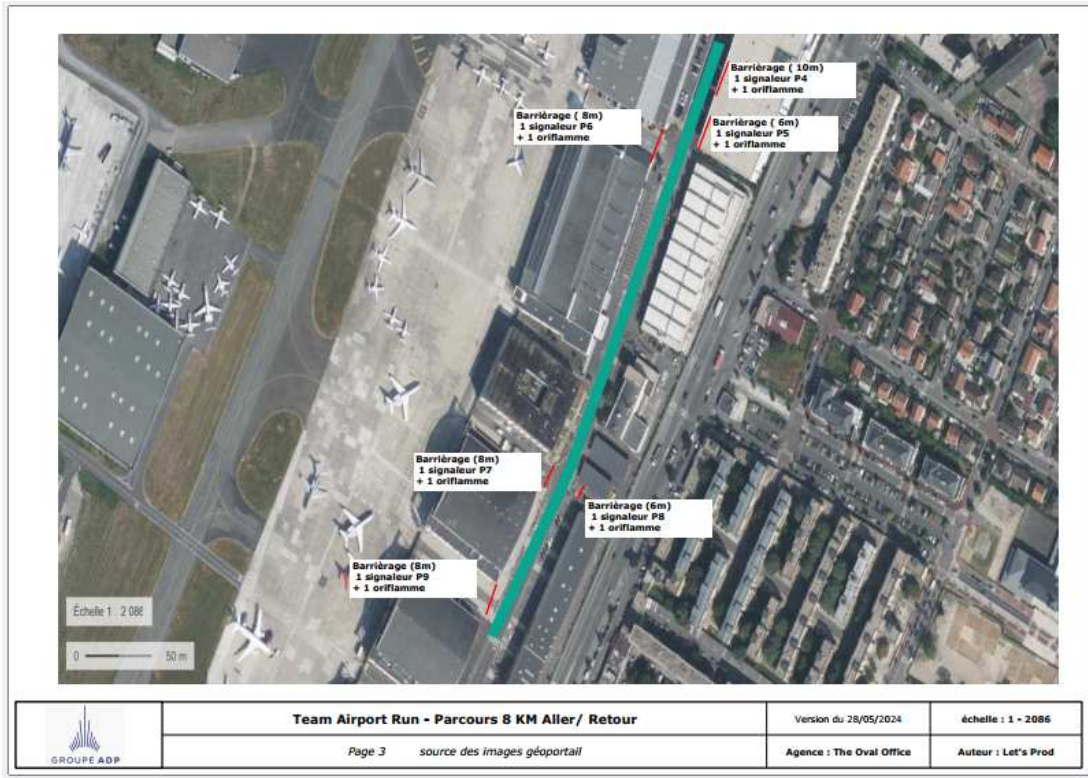 Barrièrage ( 10m)
1 signaleur P4
+ 1 oriflamme
Barrièrage ( 8m)
1 signaleur P6
+ 1 oriflamme
Barrièrage ( 6m)
1 signaleur P5
+ 1 oriflamme
Barrièrage (8m)
1 signaleur P7
+ 1 oriflamme
Barrièrage (6m)
1 signaleur P8
+ 1 oriflamme
Barrièrage (8m)
1 signaleur P9
+ 1 oriflamme
Échelle 1 : 2 086
0 50 m
GROUPE ADP
Team Airport Run - Parcours 8 KM Aller/ Retour
Version du 28/05/2024
échelle : 1 - 2086
Page 3 source des images géoportail
Agence : The Oval Office
Auteur : Let's Prod